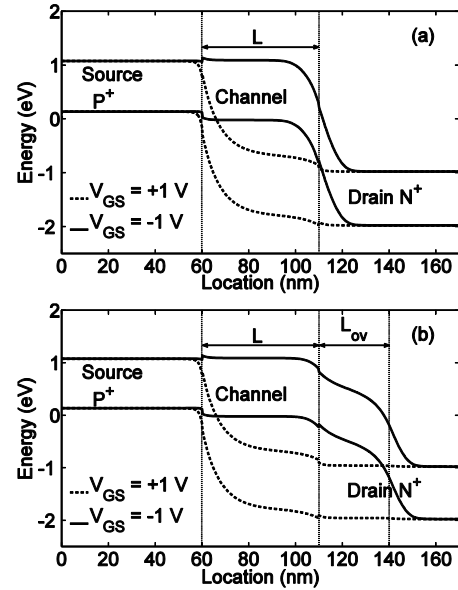 L
(a)
2
1
0
-1
-2
Energy (eV)
Source
P+
Channel
Drain N+
VGS = +1 V
VGS = -1 V
0 20 40 60 80 100 120 140 160
Location (nm)
L
Lov
(b)
2
1
0
-1
-2
Energy (eV)
Source
P+
Channel
Drain N+
VGS = +1 V
VGS = -1 V
0 20 40 60 80 100 120 140 160
Location (nm)